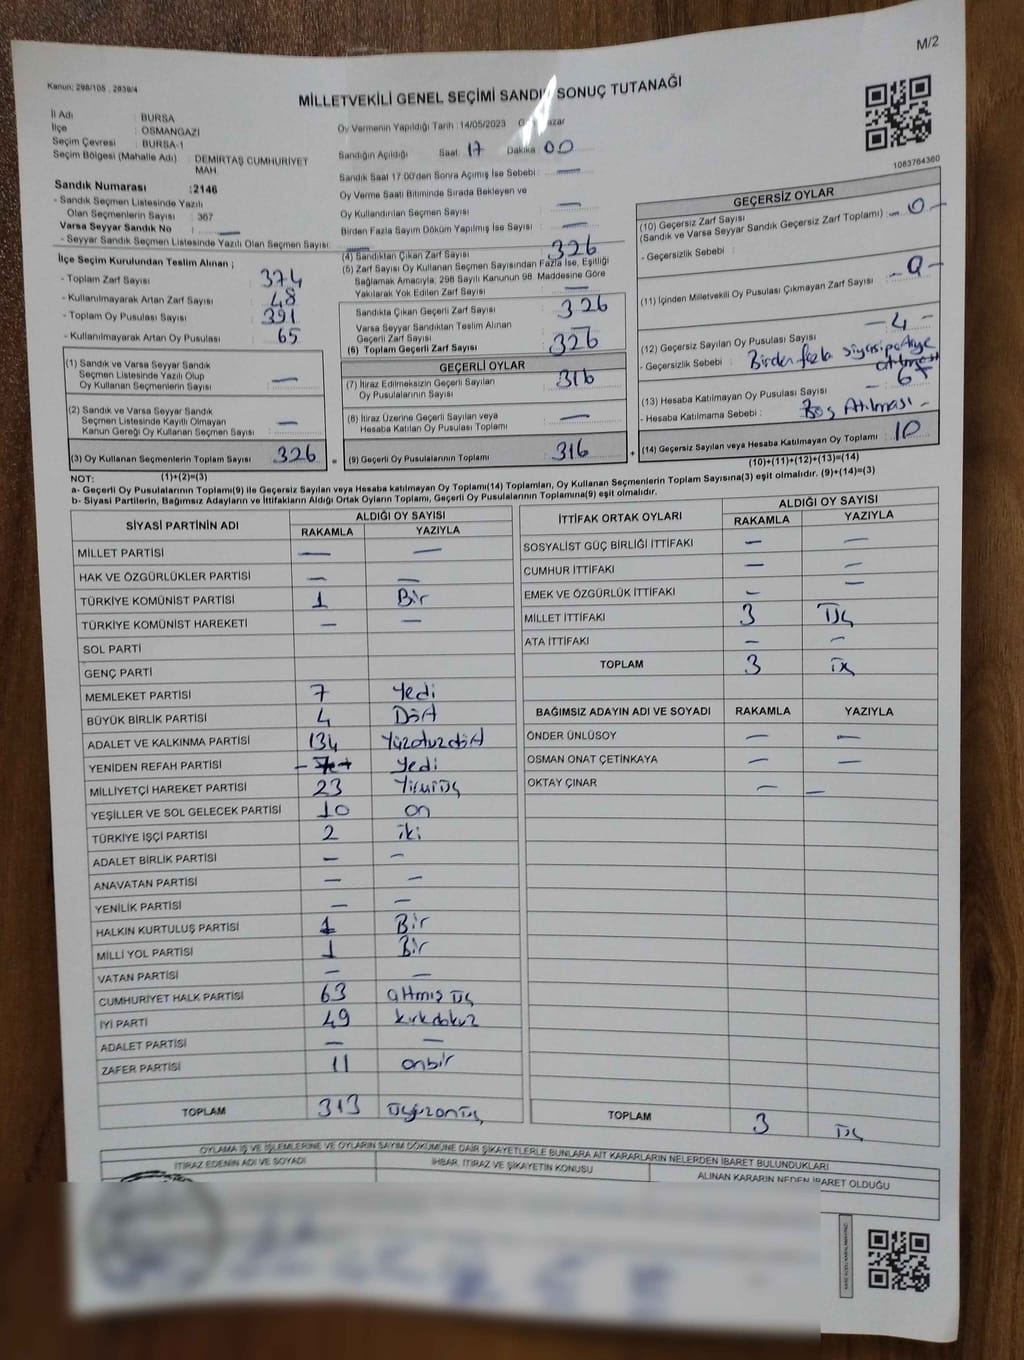 M/2
Kanun: 298/105 , 2839/4
MİLLETVEKİLİ GENEL SEÇİMİ SANDIK SONUÇ TUTANAĞI
İl Adı : BURSA
İlçe : OSMANGAZİ
Seçim Çevresi : BURSA-1
Seçim Bölgesi (Mahalle Adı) : DEMİRTAŞ CUMHURİYET MAH.
Sandık Numarası : 2146
- Sandık Seçmen Listesinde Yazılı
Olan Seçmenlerin Sayısı : 367
Varsa Seyyar Sandık No : —
- Seyyar Sandık Seçmen Listesinde Yazılı Olan Seçmen Sayısı: —
Oy Vermenin Yapıldığı Tarih :14/05/2023
Sandığın Açıldığı Saat: 17 Dakika: 00
Sandık Saat 17:00'den Sonra Açımış İse Sebebi : —
Oy Verme Saati Bitiminde Sırada Bekleyen ve
Oy Kullandırılan Seçmen Sayısı : —
Birden Fazla Sayım Döküm Yapılmış İse Sayısı : —
1083764360
İlçe Seçim Kurulundan Teslim Alınan ;
- Toplam Zarf Sayısı : 374
- Kullanılmayarak Artan Zarf Sayısı : 48
- Toplam Oy Pusulası Sayısı : 391
- Kullanılmayarak Artan Oy Pusulası : 65
(4) Sandıktan Çıkan Zarf Sayısı : 326
(5) Zarf Sayısı Oy Kullanan Seçmen Sayısından Fazla İse, Eşitliği
Sağlamak Amacıyla, 298 Sayılı Kanunun 98. Maddesine Göre
Yakılarak Yok Edilen Zarf Sayısı : —
Sandıkta Çıkan Geçerli Zarf Sayısı : 326
Varsa Seyyar Sandıktan Teslim Alınan
Geçerli Zarf Sayısı : —
(6) Toplam Geçerli Zarf Sayısı : 326
GEÇERSİZ OYLAR
(10) Geçersiz Zarf Sayısı
(Sandık ve Varsa Seyyar Sandık Geçersiz Zarf Toplamı) - 0 -
- Geçersizlik Sebebi :
(11) İçinden Milletvekili Oy Pusulası Çıkmayan Zarf Sayısı : - 0 -
(12) Geçersiz Sayılan Oy Pusulası Sayısı : - 4 -
- Geçersizlik Sebebi : Birden fazla siyasi partiye atılması
(13) Hesaba Katılmayan Oy Pusulası Sayısı : - 6 -
- Hesaba Katılmama Sebebi : Boş Atılması -
(14) Geçersiz Sayılan veya Hesaba Katılmayan Oy Toplamı : 10
(10)+(11)+(12)+(13)=(14)
(1) Sandık ve Varsa Seyyar Sandık
Seçmen Listesinde Yazılı Olup
Oy Kullanan Seçmenlerin Sayısı : —
(2) Sandık ve Varsa Seyyar Sandık
Seçmen Listesinde Kayıtlı Olmayan
Kanun Gereği Oy Kullanan Seçmen Sayısı : —
(3) Oy Kullanan Seçmenlerin Toplam Sayısı : 326
(1)+(2)=(3)
GEÇERLİ OYLAR
(7) İtiraz Edilmeksizin Geçerli Sayılan
Oy Pusulalarının Sayısı : 316
(8) İtiraz Üzerine Geçerli Sayılan veya
Hesaba Katılan Oy Pusulası Toplamı : —
(9) Geçerli Oy Pusulalarının Toplamı : 316
NOT:
a- Geçerli Oy Pusulasının Toplamı(9) ile Geçersiz Sayılan veya Hesaba katılmayan Oy Toplamı(14) Toplamları, Oy Kullanan Seçmenlerin Toplam Sayısına(3) eşit olmalıdır. (9)+(14)=(3)
b- Siyasi Partilerin, Bağımsız Adayların ve İttifakların Aldığı Ortak Oyların Toplamı, Geçerli Oy Pusulalarının Toplamına(9) eşit olmalıdır.
SİYASİ PARTİNİN ADI ALDIĞI OY SAYISI
RAKAMLA YAZIYLA
MİLLET PARTİSİ — —
HAK VE ÖZGÜRLÜKLER PARTİSİ — —
TÜRKİYE KOMÜNİST PARTİSİ 1 Bir
TÜRKİYE KOMÜNİST HAREKETİ — —
SOL PARTİ
GENÇ PARTİ
MEMLEKET PARTİSİ 7 Yedi
BÜYÜK BİRLİK PARTİSİ 4 Dört
ADALET VE KALKINMA PARTİSİ 134 Yüzotuzdört
YENİDEN REFAH PARTİSİ Yedi
MİLLİYETÇİ HAREKET PARTİSİ 23 Yirmiüç
YEŞİLLER VE SOL GELECEK PARTİSİ 10 on
TÜRKİYE İŞÇİ PARTİSİ 2 iki
ADALET BİRLİK PARTİSİ — —
ANAVATAN PARTİSİ — —
YENİLİK PARTİSİ — —
HALKIN KURTULUŞ PARTİSİ 1 Bir
MİLLİ YOL PARTİSİ 1 Bir
VATAN PARTİSİ — —
CUMHURİYET HALK PARTİSİ 63 altmış üç
İYİ PARTİ 49 kırkdokuz
ADALET PARTİSİ — —
ZAFER PARTİSİ 11 onbir
TOPLAM 313 üçyüzonüç
İTTİFAK ORTAK OYLARI ALDIĞI OY SAYISI
RAKAMLA YAZIYLA
SOSYALİST GÜÇ BİRLİĞİ İTTİFAKI — —
CUMHUR İTTİFAKI — —
EMEK VE ÖZGÜRLÜK İTTİFAKI — —
MİLLET İTTİFAKI 3 üç
ATA İTTİFAKI — —
TOPLAM 3 üç
BAĞIMSIZ ADAYIN ADI VE SOYADI RAKAMLA YAZIYLA
ÖNDER ÜNLÜSOY — —
OSMAN ONAT ÇETİNKAYA — —
OKTAY ÇINAR — —
TOPLAM 3 üç
OYLAMA İŞ VE İŞLEMLERİNE VE OYLARIN SAYIM DÖKÜMÜNE DAİR ŞİKAYETLERLE BUNLARA AİT KARARLARIN NELERDEN İBARET BULUNDUKLARI
İTİRAZ EDENİN ADI VE SOYADI
İHBAR, İTİRAZ VE ŞİKAYETİN KONUSU
ALINAN KARARIN NEDEN İBARET OLDUĞU